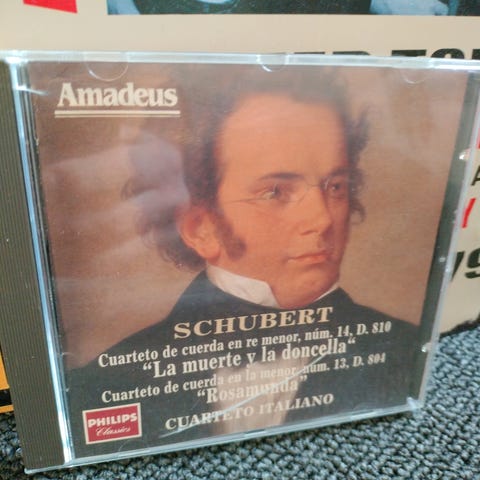 Amadeus
SCHUBERT
Cuarteto de cuerda en re menor, núm. 14, D. 810
"La muerte y la doncella"
Cuarteto de cuerda en la menor, núm. 13, D. 804
"Rosamunda"
CUARTETO ITALIANO
PHILIPS
Classics